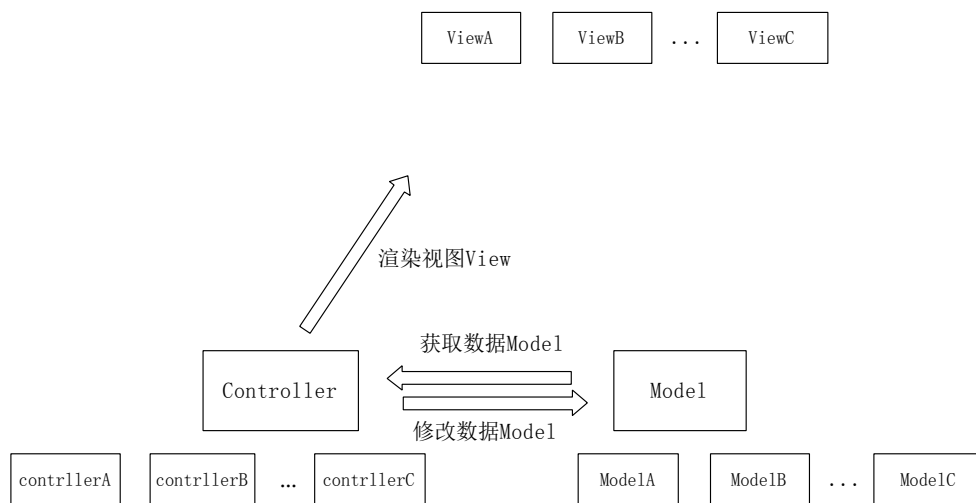 ViewA ViewB ... ViewC
渲染视图View
获取数据Model
Controller Model
修改数据Model
contrllerA contrllerB ... contrllerC ModelA ModelB ... ModelC